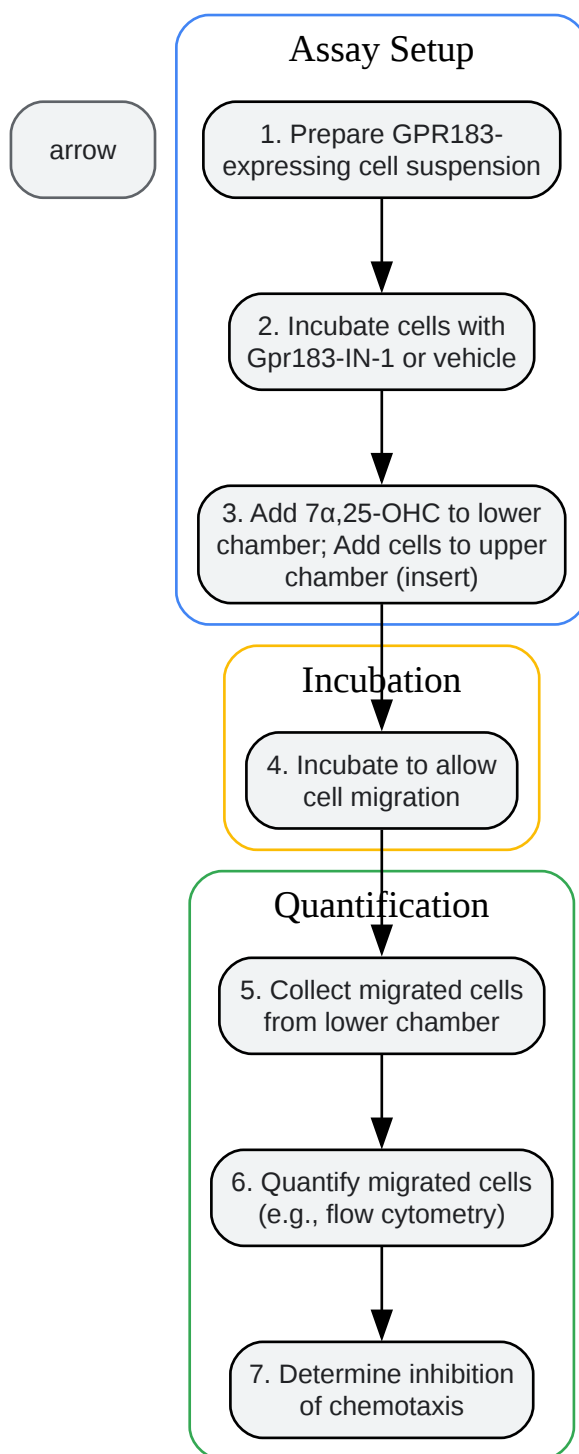 Assay Setup
arrow
1. Prepare GPR183-
expressing cell suspension
2. Incubate cells with
Gpr183-IN-1 or vehicle
3. Add 7α,25-OHC to lower
chamber; Add cells to upper
chamber (insert)
Incubation
4. Incubate to allow
cell migration
Quantification
5. Collect migrated cells
from lower chamber
6. Quantify migrated cells
(e.g., flow cytometry)
7. Determine inhibition
of chemotaxis